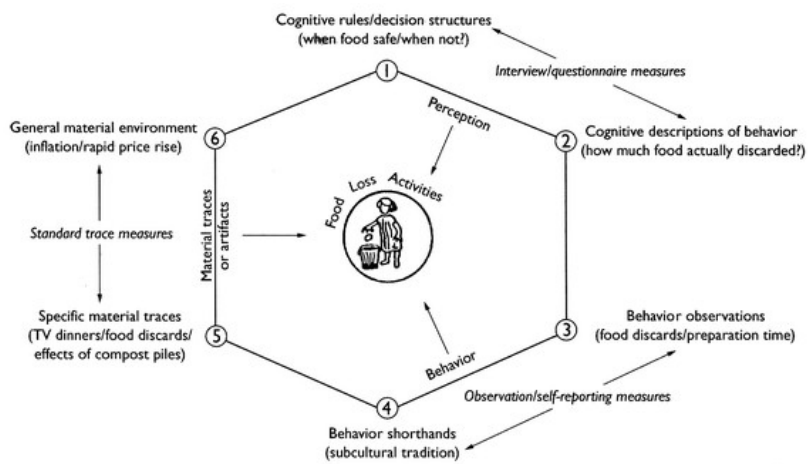 Cognitive rules/decision structures
(when food safe/when not?)
1
Interview/questionnaire measures
Perception
2
Cognitive descriptions of behavior
(how much food actually discarded?)
General material environment
(inflation/rapid price rise)
6
Food Loss Activities
Standard trace measures
Material traces
or artifacts
Specific material traces
(TV dinners/food discards/
effects of compost piles)
5
Behavior observations
(food discards/preparation time)
3
Behavior
Observation/self-reporting measures
4
Behavior shorthands
(subcultural tradition)